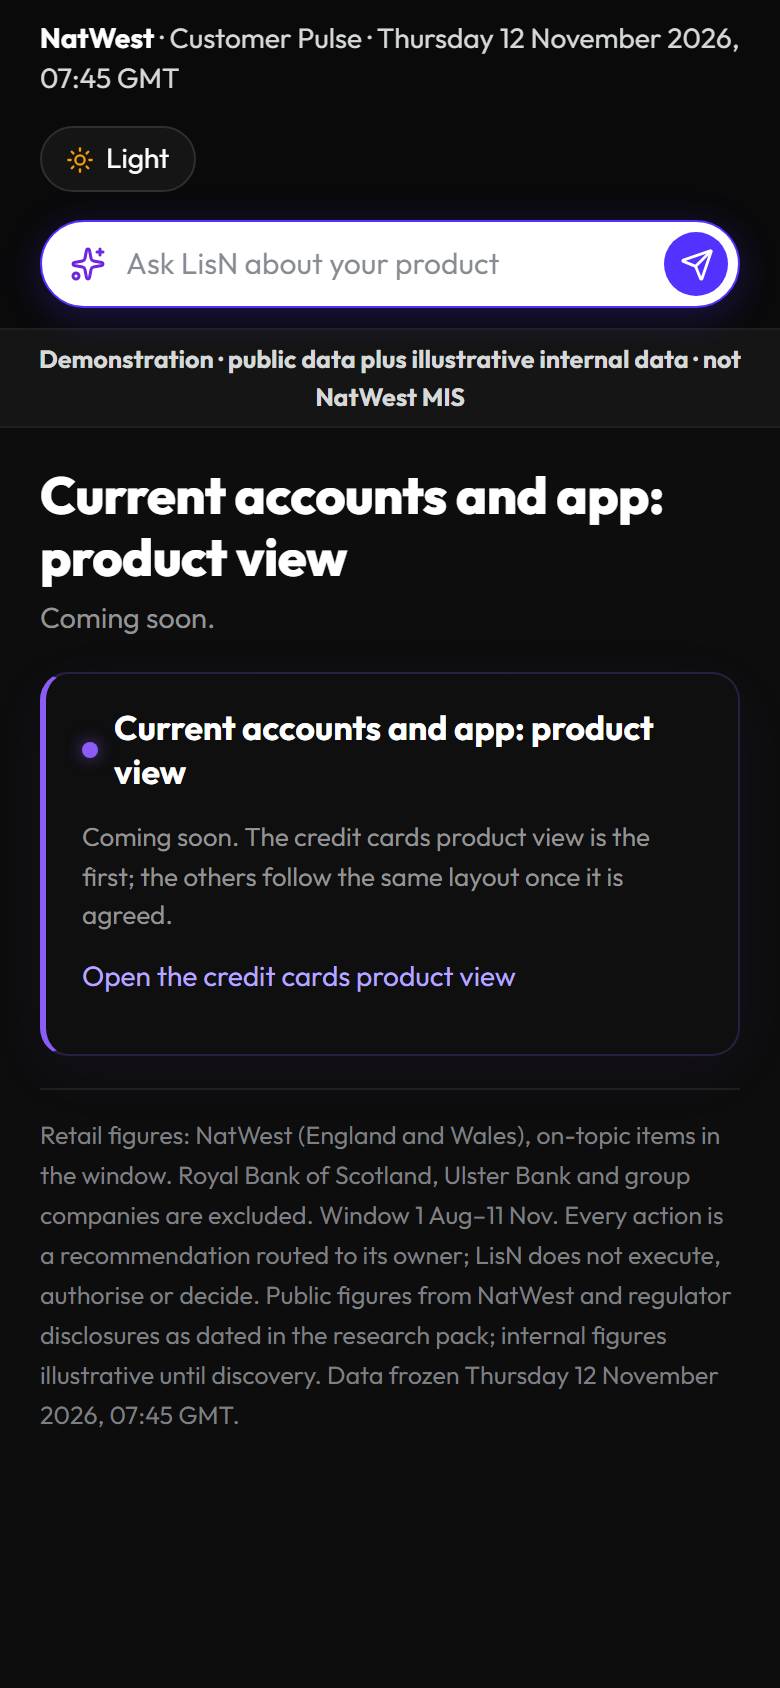 NatWest · Customer Pulse · Thursday 12 November 2026,
07:45 GMT
Light
Ask LisN about your product
Demonstration · public data plus illustrative internal data · not
NatWest MIS
Current accounts and app:
product view
Coming soon.
Current accounts and app: product
view
Coming soon. The credit cards product view is the
first; the others follow the same layout once it is
agreed.
Open the credit cards product view
Retail figures: NatWest (England and Wales), on-topic items in
the window. Royal Bank of Scotland, Ulster Bank and group
companies are excluded. Window 1 Aug–11 Nov. Every action is
a recommendation routed to its owner; LisN does not execute,
authorise or decide. Public figures from NatWest and regulator
disclosures as dated in the research pack; internal figures
illustrative until discovery. Data frozen Thursday 12 November
2026, 07:45 GMT.